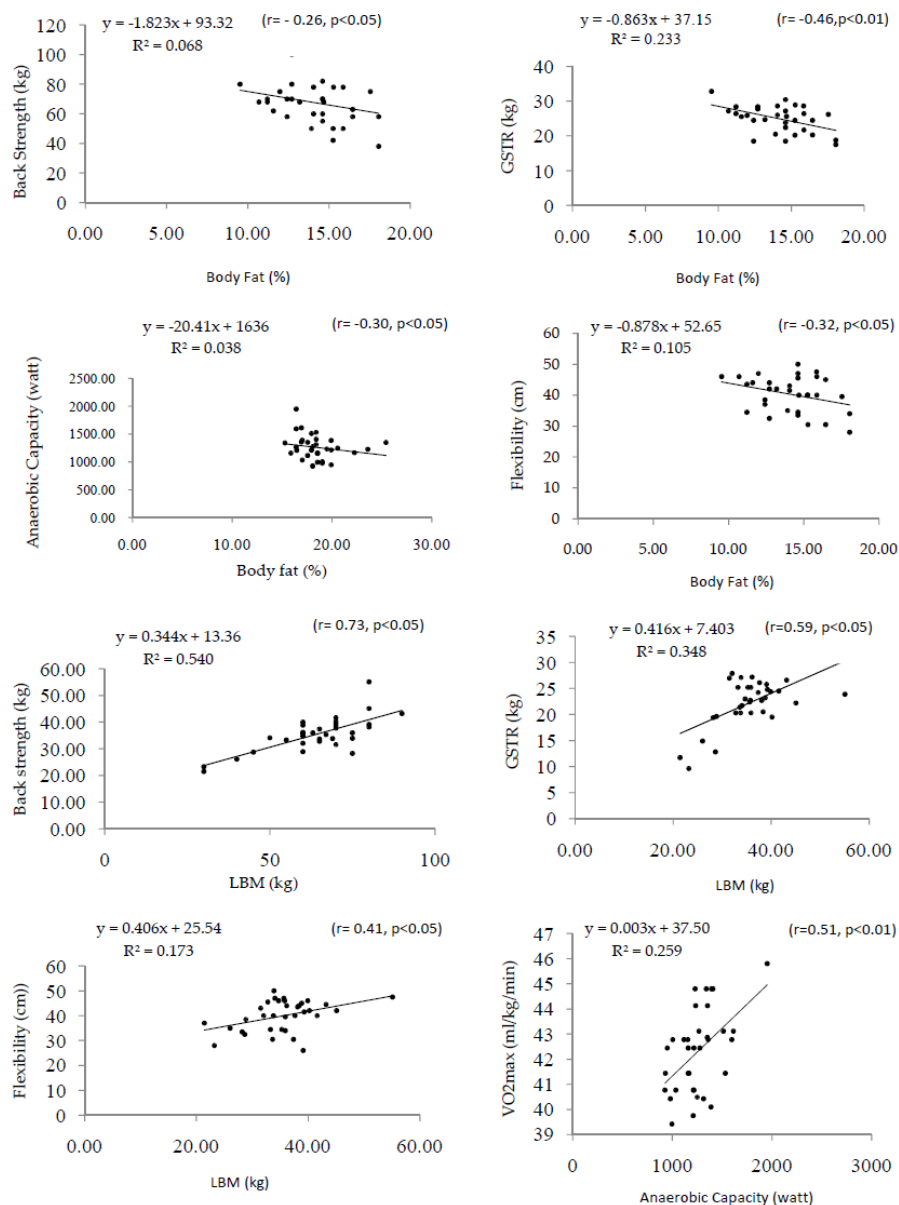 y = -1.823x + 93.32 (r= - 0.26, p<0.05)
R² = 0.068
120
100
80
60
40
20
0
Back Strength (kg)
0.00 5.00 10.00 15.00 20.00
Body Fat (%)
y = -0.863x + 37.15 (r= -0.46,p<0.01)
R² = 0.233
40
30
20
10
0
GSTR (kg)
0.00 5.00 10.00 15.00 20.00
Body Fat (%)
y = -20.41x + 1636 (r= -0.30, p<0.05)
R² = 0.038
2500.00
2000.00
1500.00
1000.00
500.00
0.00
Anaerobic Capacity (watt)
0.00 10.00 20.00 30.00
Body fat (%)
y = -0.878x + 52.65 (r= -0.32, p<0.05)
R² = 0.105
60
50
40
30
20
10
0
Flexibility (cm)
0.00 5.00 10.00 15.00 20.00
Body Fat (%)
y = 0.344x + 13.36 (r= 0.73, p<0.05)
R² = 0.540
60.00
50.00
40.00
30.00
20.00
10.00
0.00
Back strength (kg)
0 50 100
LBM (kg)
y = 0.416x + 7.403 (r=0.59, p<0.05)
R² = 0.348
35
30
25
20
15
10
5
0
GSTR (kg)
0.00 20.00 40.00 60.00
LBM (kg)
y = 0.406x + 25.54 (r= 0.41, p<0.05)
R² = 0.173
60
50
40
30
20
10
0
Flexibility (cm))
0.00 20.00 40.00 60.00
LBM (kg)
y = 0.003x + 37.50 (r=0.51, p<0.01)
R² = 0.259
47
46
45
44
43
42
41
40
39
VO2max (ml/kg/min)
0 1000 2000 3000
Anaerobic Capacity (watt)